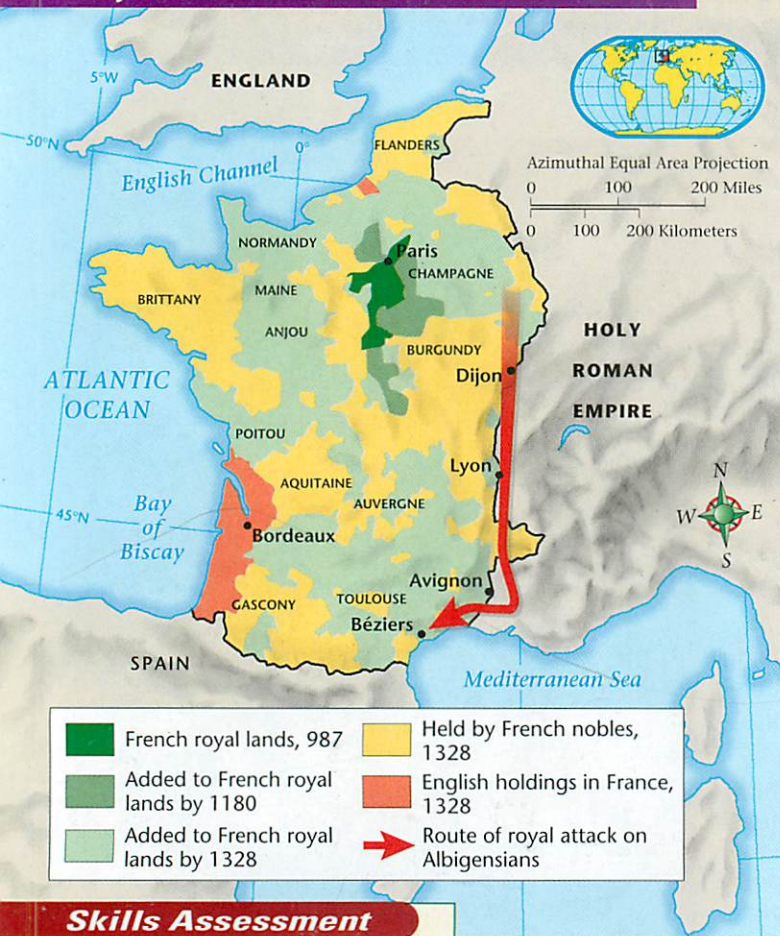 5°W
ENGLAND
50°N
0°
English Channel
FLANDERS
Azimuthal Equal Area Projection
0 100 200 Miles
0 100 200 Kilometers
NORMANDY
Paris
CHAMPAGNE
MAINE
BRITTANY
ANJOU
BURGUNDY
Dijon
HOLY
ROMAN
EMPIRE
ATLANTIC
OCEAN
POITOU
Lyon
AQUITAINE
AUVERGNE
N
W E
S
Bay
of
Biscay
45°N
Bordeaux
Avignon
GASCONY
TOULOUSE
Béziers
SPAIN
Mediterranean Sea
French royal lands, 987
Added to French royal
lands by 1180
Added to French royal
lands by 1328
Held by French nobles,
1328
English holdings in France,
1328
Route of royal attack on
Albigensians
Skills Assessment